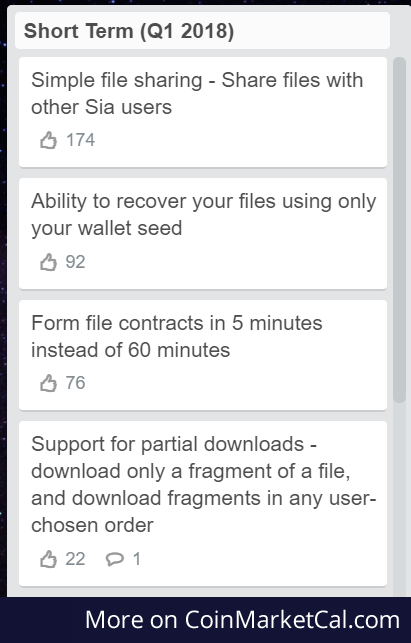 Short Term (Q1 2018)
Simple file sharing - Share files with
other Sia users
174
Ability to recover your files using only
your wallet seed
92
Form file contracts in 5 minutes
instead of 60 minutes
76
Support for partial downloads -
download only a fragment of a file,
and download fragments in any user-
chosen order
22 1
More on CoinMarketCal.com